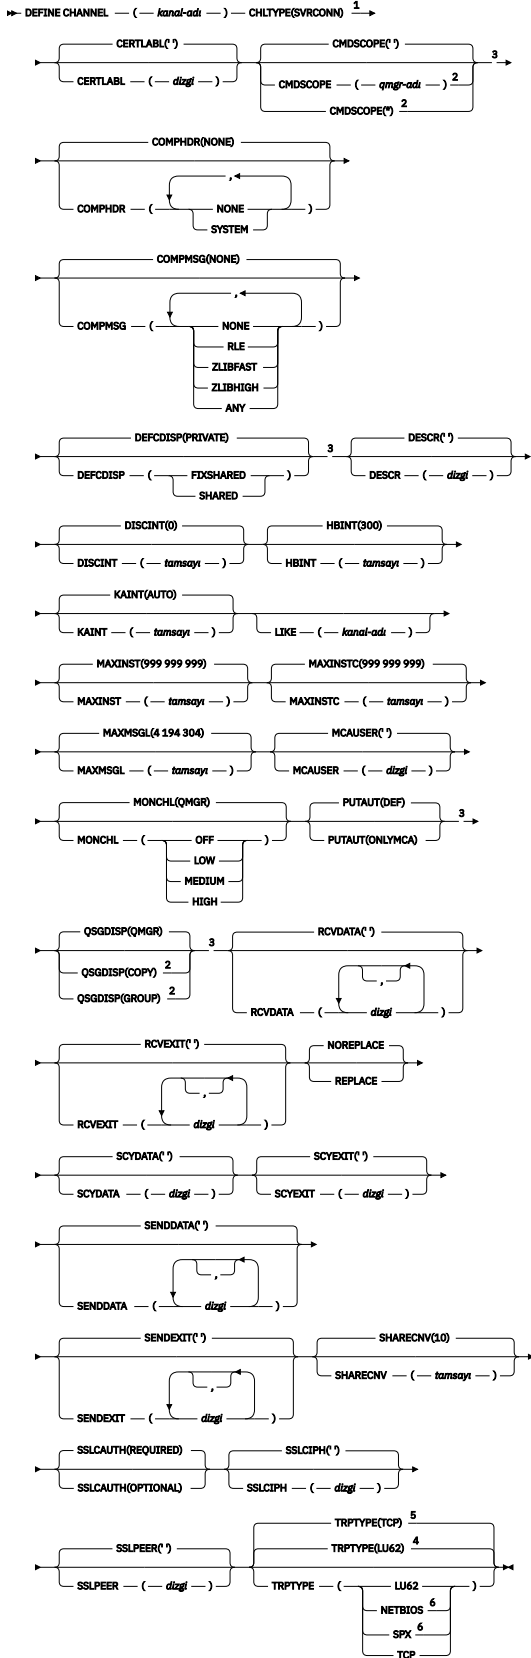 DEFINE CHANNEL ( kanal-adı ) CHLTYPE(SVRCONN) 1
CERTLABL(' ') CMDSCOPE(' ') 3
CERTLABL ( dizgi ) CMDSCOPE ( qmgr-adı ) 2
CMDSCOPE(*) 2
COMPHDR(NONE)
,
COMPHDR ( NONE )
SYSTEM
COMPMSG(NONE)
,
COMPMSG ( NONE )
RLE
ZLIBFAST
ZLIBHIGH
ANY
DEFCDISP(PRIVATE) 3 DESCR(' ')
DEFCDISP ( FIXSHARED ) DESCR ( dizgi )
SHARED
DISCINT(0) HBINT(300)
DISCINT ( tamsayı ) HBINT ( tamsayı )
KAINT(AUTO)
KAINT ( tamsayı ) LIKE ( kanal-adı )
MAXINST(999 999 999) MAXINSTC(999 999 999)
MAXINST ( tamsayı ) MAXINSTC ( tamsayı )
MAXMSGL(4 194 304) MCAUSER(' ')
MAXMSGL ( tamsayı ) MCAUSER ( dizgi )
MONCHL(QMGR) PUTAUT(DEF) 3
MONCHL ( OFF ) PUTAUT(ONLYMCA)
LOW
MEDIUM
HIGH
QSGDISP(QMGR) 3 RCVDATA(' ')
QSGDISP(COPY) 2
QSGDISP(GROUP) 2
,
RCVDATA ( dizgi )
RCVEXIT(' ') NOREPLACE
REPLACE
,
RCVEXIT ( dizgi )
SCYDATA(' ') SCYEXIT(' ')
SCYDATA ( dizgi ) SCYEXIT ( dizgi )
SENDDATA(' ')
,
SENDDATA ( dizgi )
SENDEXIT(' ') SHARECNV(10)
SHARECNV ( tamsayı )
,
SENDEXIT ( dizgi )
SSLCAUTH(REQUIRED) SSLCIPH(' ')
SSLCAUTH(OPTIONAL) SSLCIPH ( dizgi )
TRPTYPE(TCP) 5
SSLPEER(' ') TRPTYPE(LU62) 4
SSLPEER ( dizgi ) TRPTYPE ( LU62 )
NETBIOS 6
SPX 6
TCP